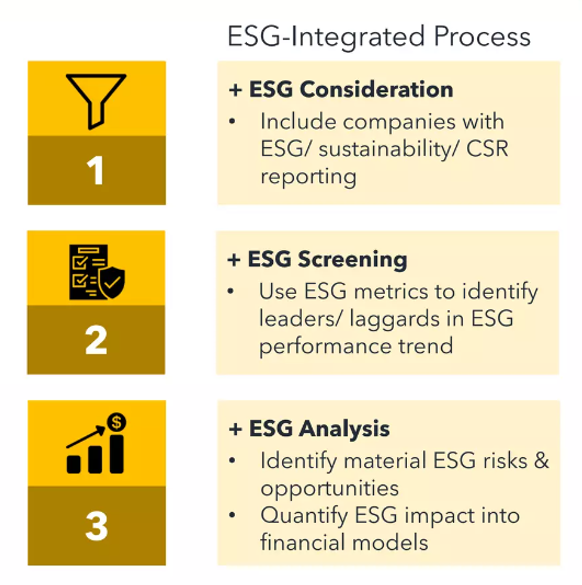 ESG-Integrated Process
1
+ ESG Consideration
• Include companies with
ESG/ sustainability/ CSR
reporting
2
+ ESG Screening
• Use ESG metrics to identify
leaders/ laggards in ESG
performance trend
$
3
+ ESG Analysis
• Identify material ESG risks &
opportunities
• Quantify ESG impact into
financial models